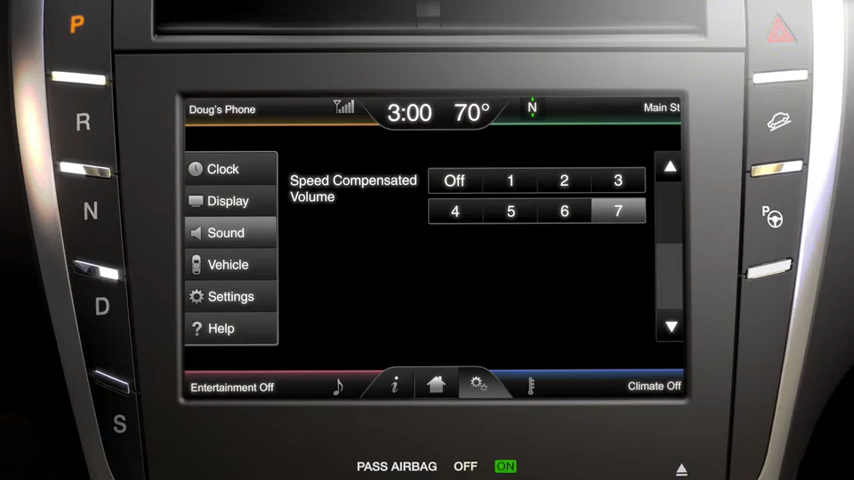 P
R
N
D
S
Doug's Phone
3:00 70°
N
Main St
Clock
Display
Sound
Vehicle
Settings
? Help
Speed Compensated
Volume
Off 1 2 3
4 5 6 7
Entertainment Off
i
Climate Off
P
PASS AIRBAG OFF ON